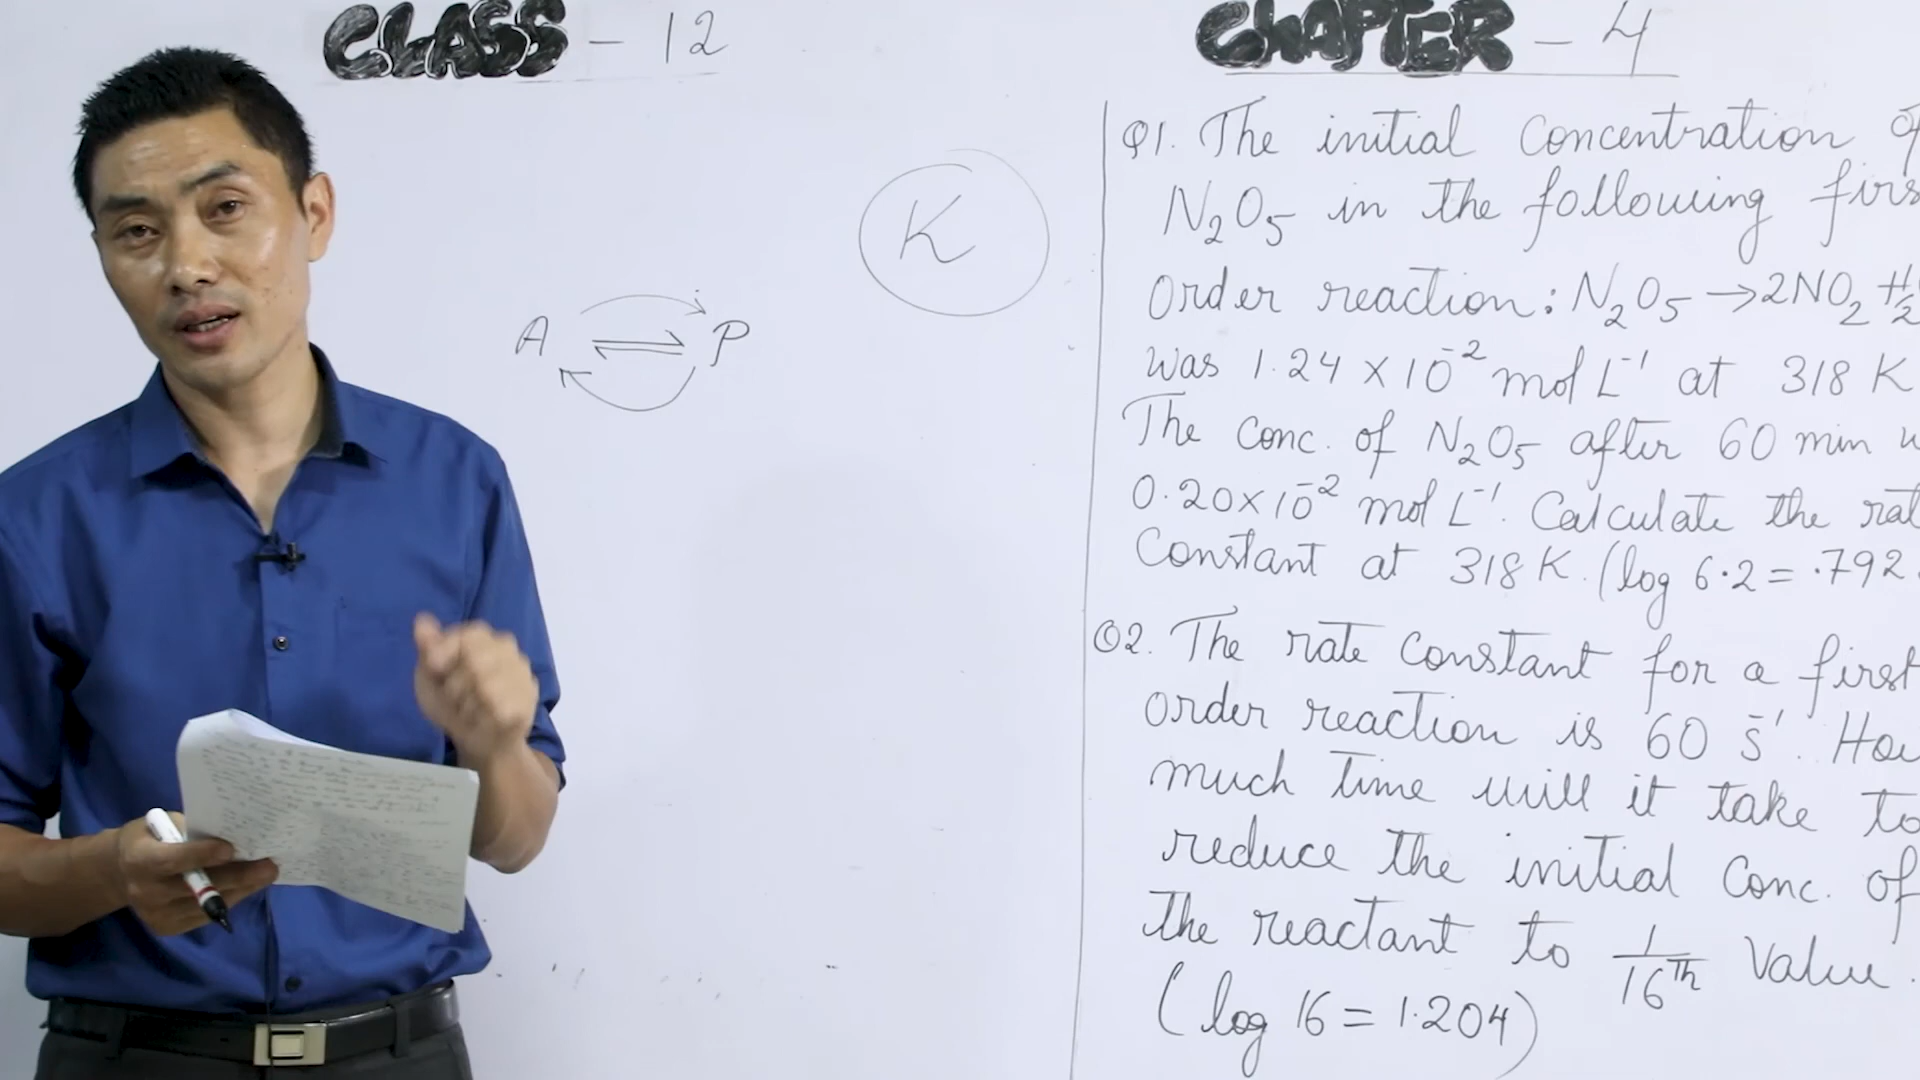 CLASS - 12
CHAPTER - 4
K
A ⇌ P
Q1. The initial Concentration of
N₂O₅ in the following firs
order reaction: N₂O₅ → 2NO₂ +
was 1.24 × 10⁻² mol L⁻¹ at 318 K
The Conc. of N₂O₅ after 60 min
0.20×10⁻² mol L⁻¹. Calculate the rat
Constant at 318 K. (log 6.2 = .792
Q2. The rate Constant for a first
order reaction is 60 s⁻¹. How
much time will it take to
reduce the initial Conc. of
The reactant to 1/16ᵀʰ Value.
(log 16 = 1.204)